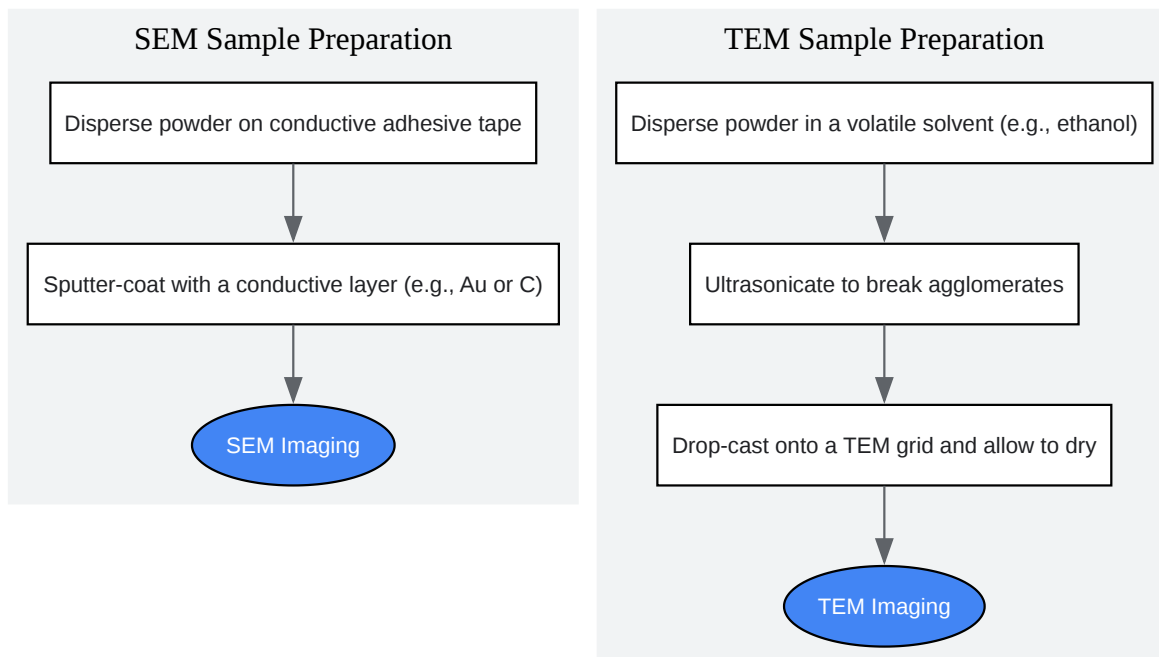 SEM Sample Preparation
Disperse powder on conductive adhesive tape
Sputter-coat with a conductive layer (e.g., Au or C)
SEM Imaging
TEM Sample Preparation
Disperse powder in a volatile solvent (e.g., ethanol)
Ultrasonicate to break agglomerates
Drop-cast onto a TEM grid and allow to dry
TEM Imaging